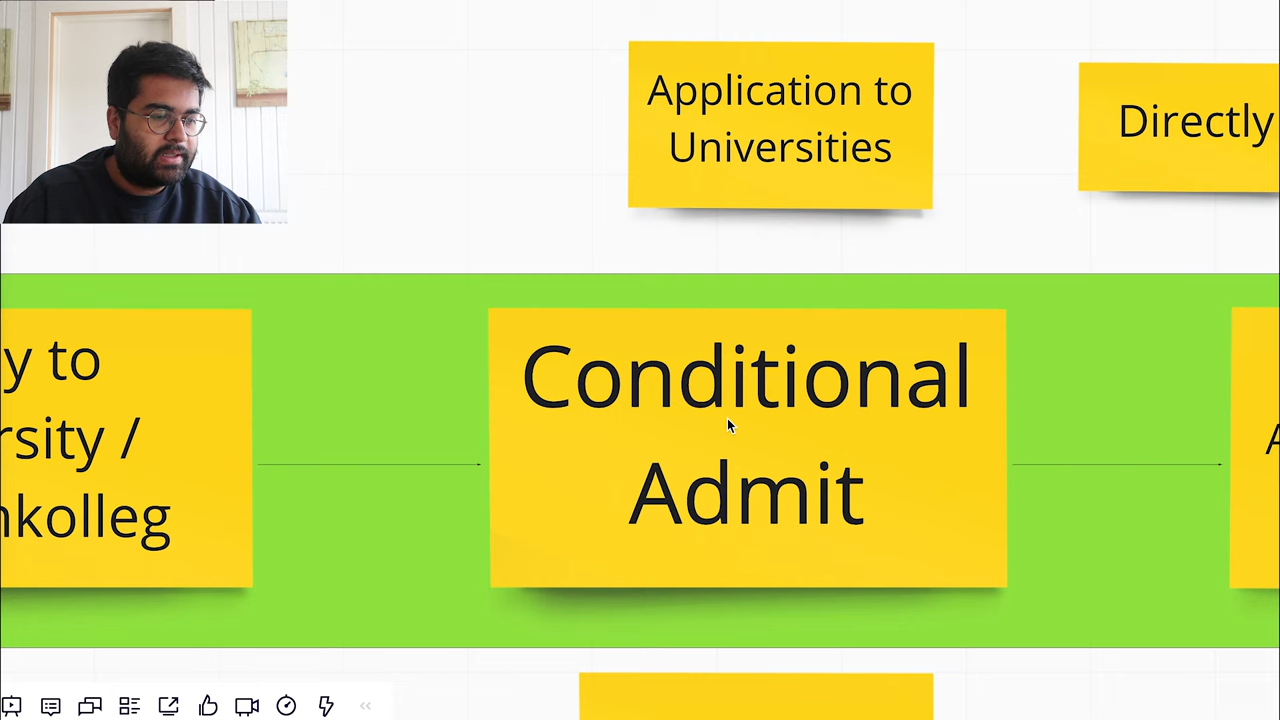 Application to
Universities
Directly
y to
rsity /
nkolleg
Conditional
Admit
A